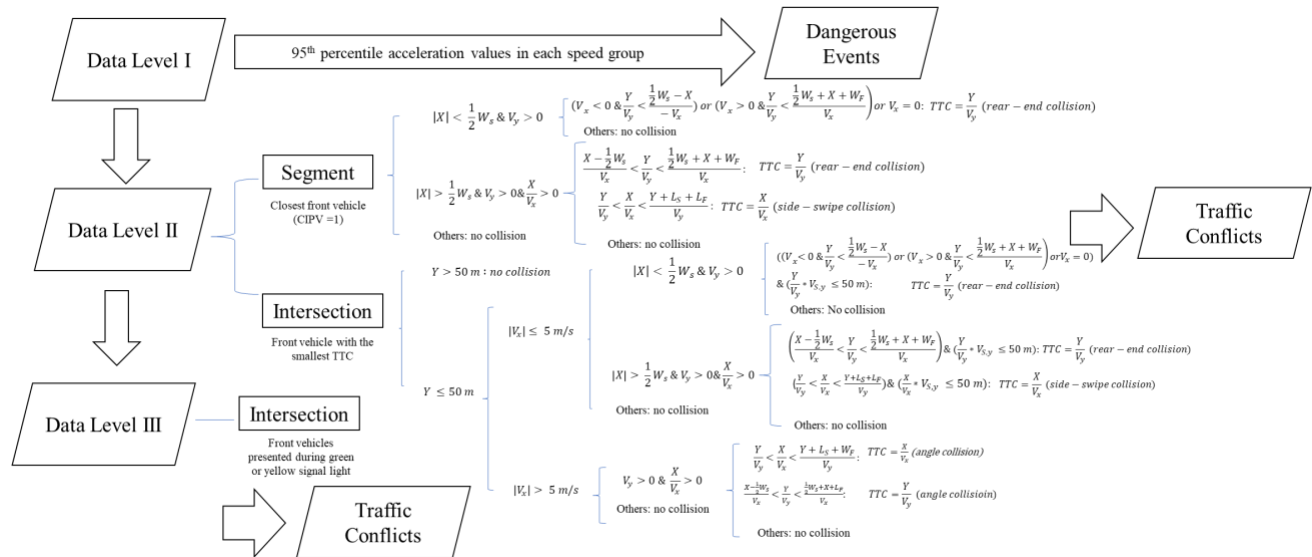 Data Level I
95th percentile acceleration values in each speed group
Dangerous
Events
|X| < 1/2 W_s & V_y > 0
(V_x < 0 & Y/V_y < (1/2 W_s − X)/(−V_x)) or (V_x > 0 & Y/V_y < (1/2 W_s + X + W_F)/V_x) or V_x = 0: TTC = Y/V_y (rear − end collision)
Others: no collision
Segment
Closest front vehicle
(CIPV =1)
|X| > 1/2 W_s & V_y > 0& X/V_x > 0
Others: no collision
(X − 1/2 W_s)/V_x < Y/V_y < (1/2 W_s + X + W_F)/V_x: TTC = Y/V_y (rear − end collision)
Y/V_y < X/V_x < (Y + L_S + L_F)/V_y: TTC = X/V_x (side − swipe collision)
Others: no collision
Data Level II
Traffic
Conflicts
Intersection
Front vehicle with the
smallest TTC
Y > 50 m : no collision
Y ≤ 50 m
|V_x| ≤ 5 m/s
|X| < 1/2 W_s & V_y > 0
((V_x < 0 & Y/V_y < (1/2 W_s − X)/(−V_x)) or (V_x > 0 & Y/V_y < (1/2 W_s + X + W_F)/V_x) orV_x = 0)
& (Y/V_y * V_S,y ≤ 50 m): TTC = Y/V_y (rear − end collision)
Others: No collision
|X| > 1/2 W_s & V_y > 0& X/V_x > 0
Others: no collision
((X − 1/2 W_s)/V_x < Y/V_y < (1/2 W_s + X + W_F)/V_x) & (Y/V_y * V_S,y ≤ 50 m): TTC = Y/V_y (rear − end collision)
(Y/V_y < X/V_x < (Y+L_S+L_F)/V_y)& (X/V_x * V_S,y ≤ 50 m): TTC = X/V_x (side − swipe collision)
Others: no collision
|V_x| > 5 m/s
V_y > 0 & X/V_x > 0
Others: no collision
Y/V_y < X/V_x < (Y + L_S + W_F)/V_y: TTC = X/V_x (angle collision)
(X−1/2 W_s)/V_x < Y/V_y < (1/2 W_s+X+L_F)/V_x: TTC = Y/V_y (angle collisioin)
Others: no collision
Data Level III
Intersection
Front vehicles
presented during green
or yellow signal light
Traffic
Conflicts